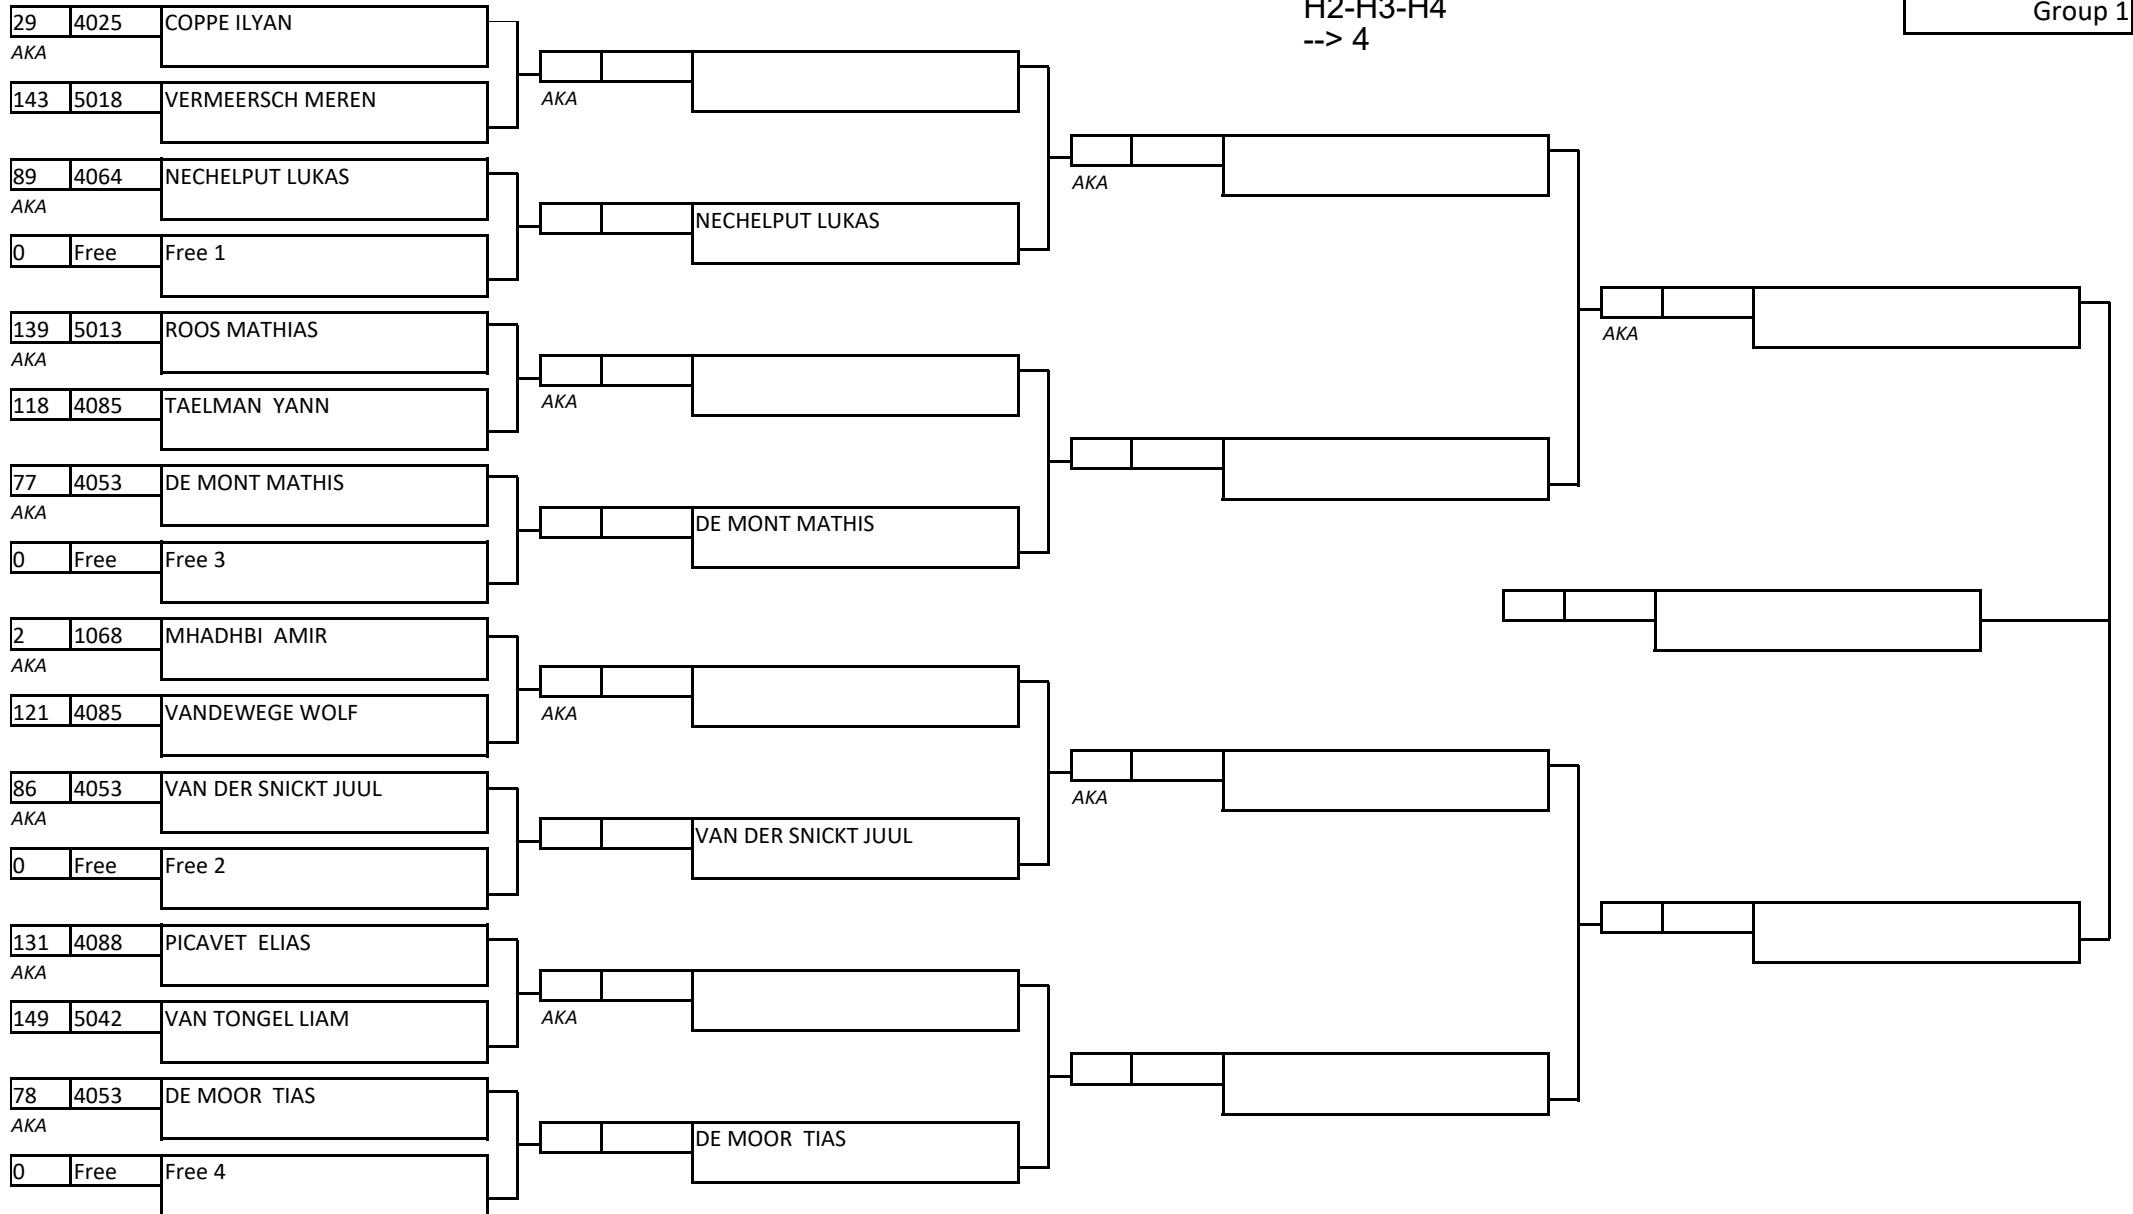 H2-H3-H4
--> 4
Group 1
29 4025 COPPE ILYAN
AKA
143 5018 VERMEERSCH MEREN
AKA
89 4064 NECHELPUT LUKAS
AKA
NECHELPUT LUKAS
0 Free Free 1
AKA
139 5013 ROOS MATHIAS
AKA
118 4085 TAELMAN  YANN
AKA
AKA
77 4053 DE MONT MATHIS
AKA
DE MONT MATHIS
0 Free Free 3
2 1068 MHADHBI  AMIR
AKA
121 4085 VANDEWEGE WOLF
AKA
86 4053 VAN DER SNICKT JUUL
AKA
AKA
VAN DER SNICKT JUUL
0 Free Free 2
131 4088 PICAVET  ELIAS
AKA
149 5042 VAN TONGEL LIAM
AKA
78 4053 DE MOOR  TIAS
AKA
DE MOOR  TIAS
0 Free Free 4